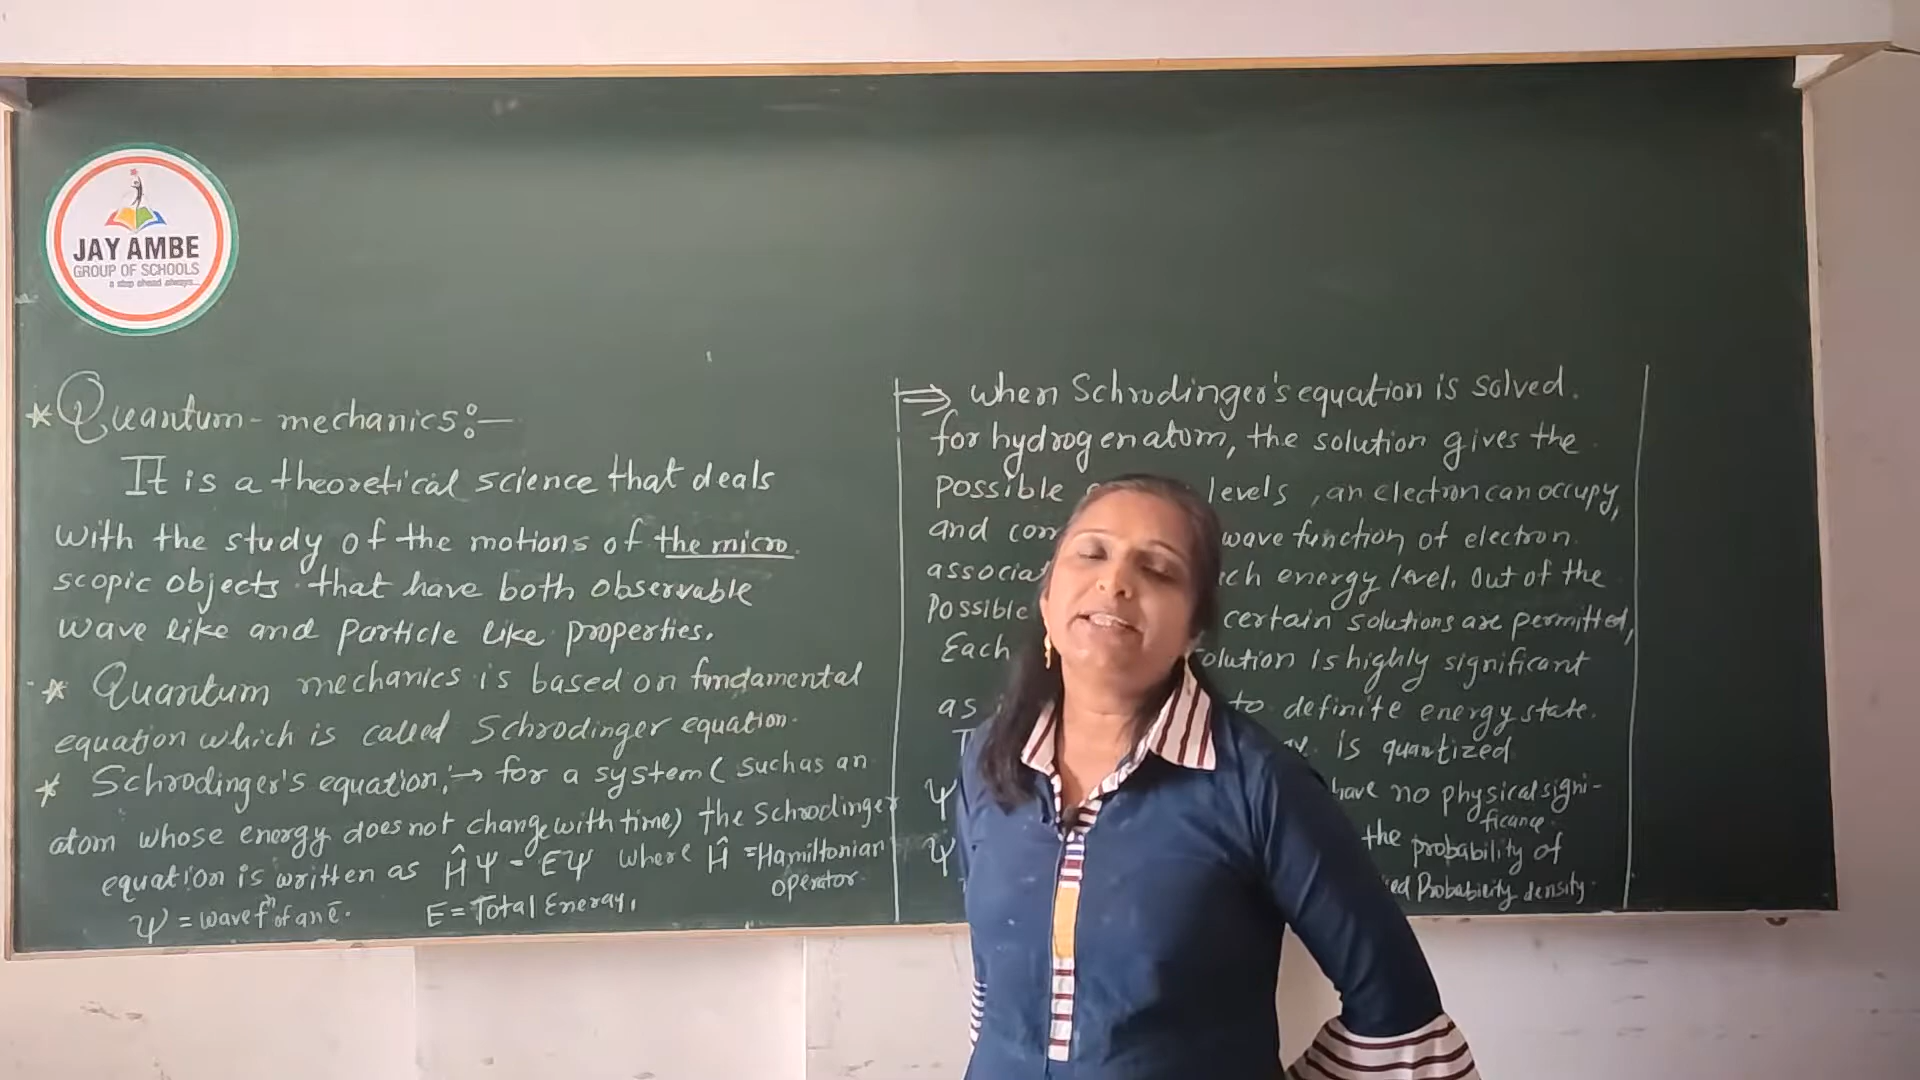 JAY AMBE
GROUP OF SCHOOLS
a step ahead always...
* Quantum - mechanics :-
It is a theoretical science that deals
with the study of the motions of the micro
scopic objects that have both observable
wave like and particle like properties.
* Quantum mechanics is based on fundamental
equation which is called Schrodinger equation.
* Schrodinger's equation :→ for a system ( such as an
atom whose energy does not change with time) the Schrodinger
equation is written as ĤΨ = EΨ where Ĥ = Hamiltonian
operator
Ψ = wave fⁿ of an ē. E = Total Energy.
⇒ when Schrodinger's equation is solved.
for hydrogen atom, the solution gives the
possible levels, an electron can occupy,
and wave function of electron
energy level. Out of the
Possible certain solutions are permitted,
Each solution is highly significant
as to definite energy state.
is quantized
Ψ have no physical signi-
ficance.
Ψ the probability of
Probability density.